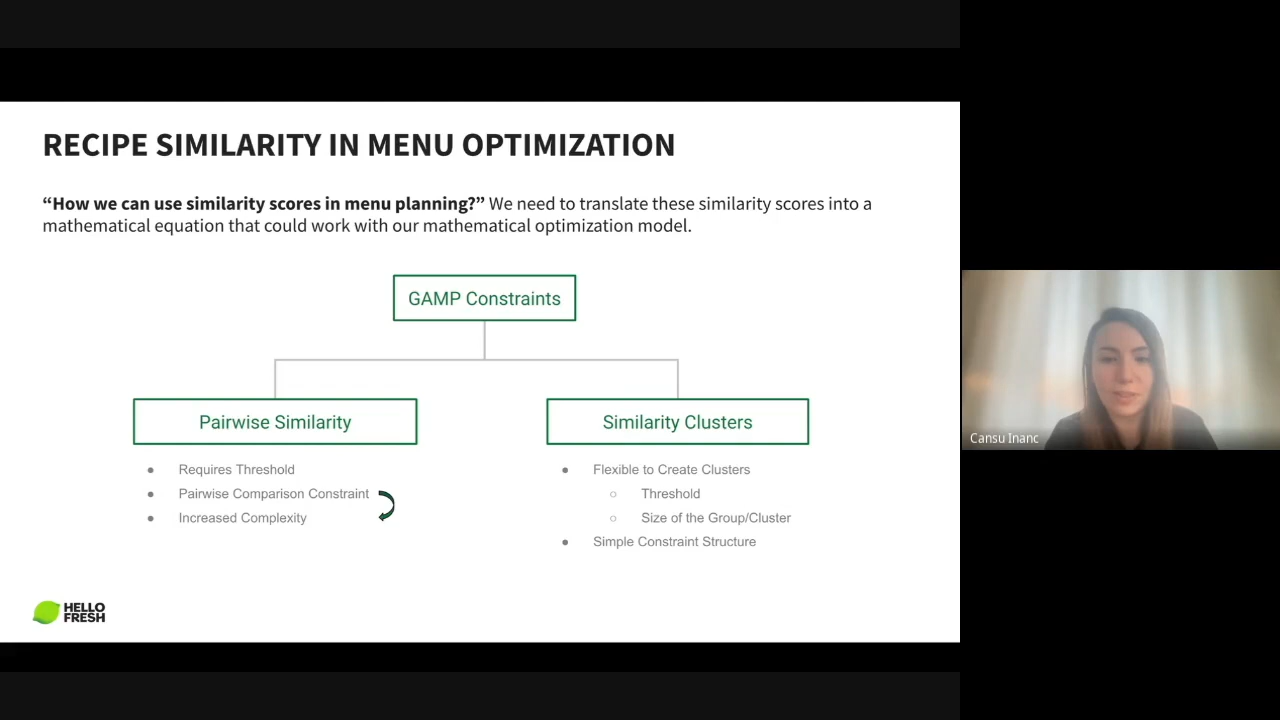 RECIPE SIMILARITY IN MENU OPTIMIZATION
“How we can use similarity scores in menu planning?” We need to translate these similarity scores into a
mathematical equation that could work with our mathematical optimization model.
GAMP Constraints
Pairwise Similarity
● Requires Threshold
● Pairwise Comparison Constraint
● Increased Complexity
Similarity Clusters
● Flexible to Create Clusters
○ Threshold
○ Size of the Group/Cluster
● Simple Constraint Structure
HELLO
FRESH
Cansu Inanc